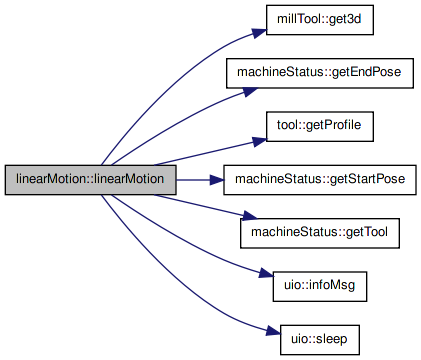 millTool::get3d
machineStatus::getEndPose
tool::getProfile
linearMotion::linearMotion
machineStatus::getStartPose
machineStatus::getTool
uio::infoMsg
uio::sleep